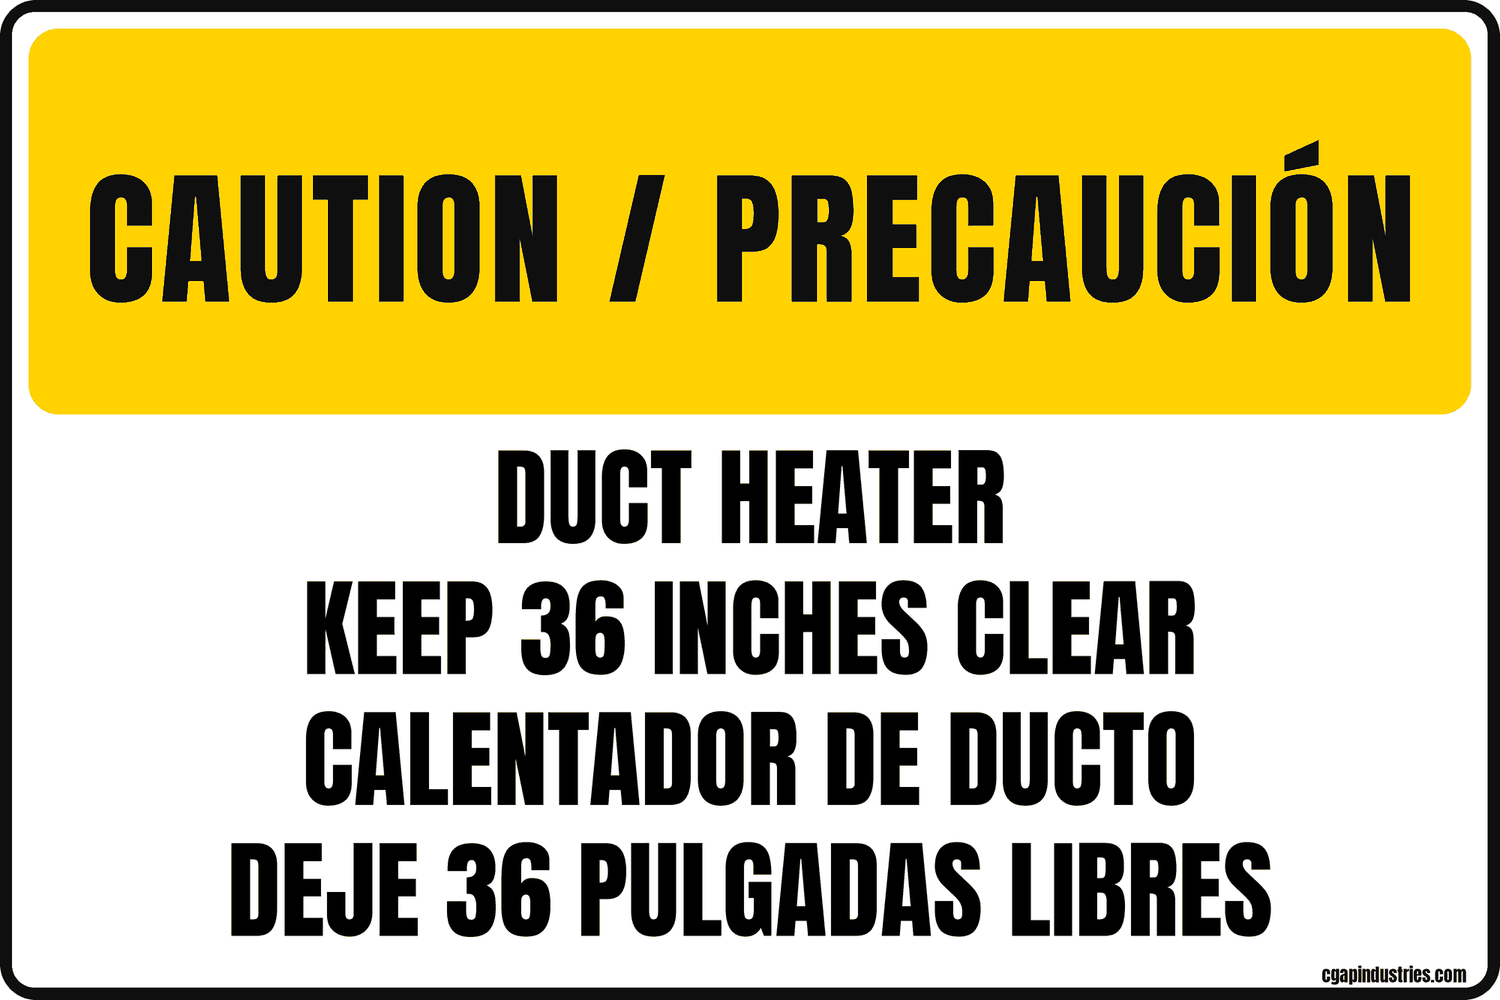 CAUTION / PRECAUCIÓN
DUCT HEATER
KEEP 36 INCHES CLEAR
CALENTADOR DE DUCTO
DEJE 36 PULGADAS LIBRES
cgapindustries.com